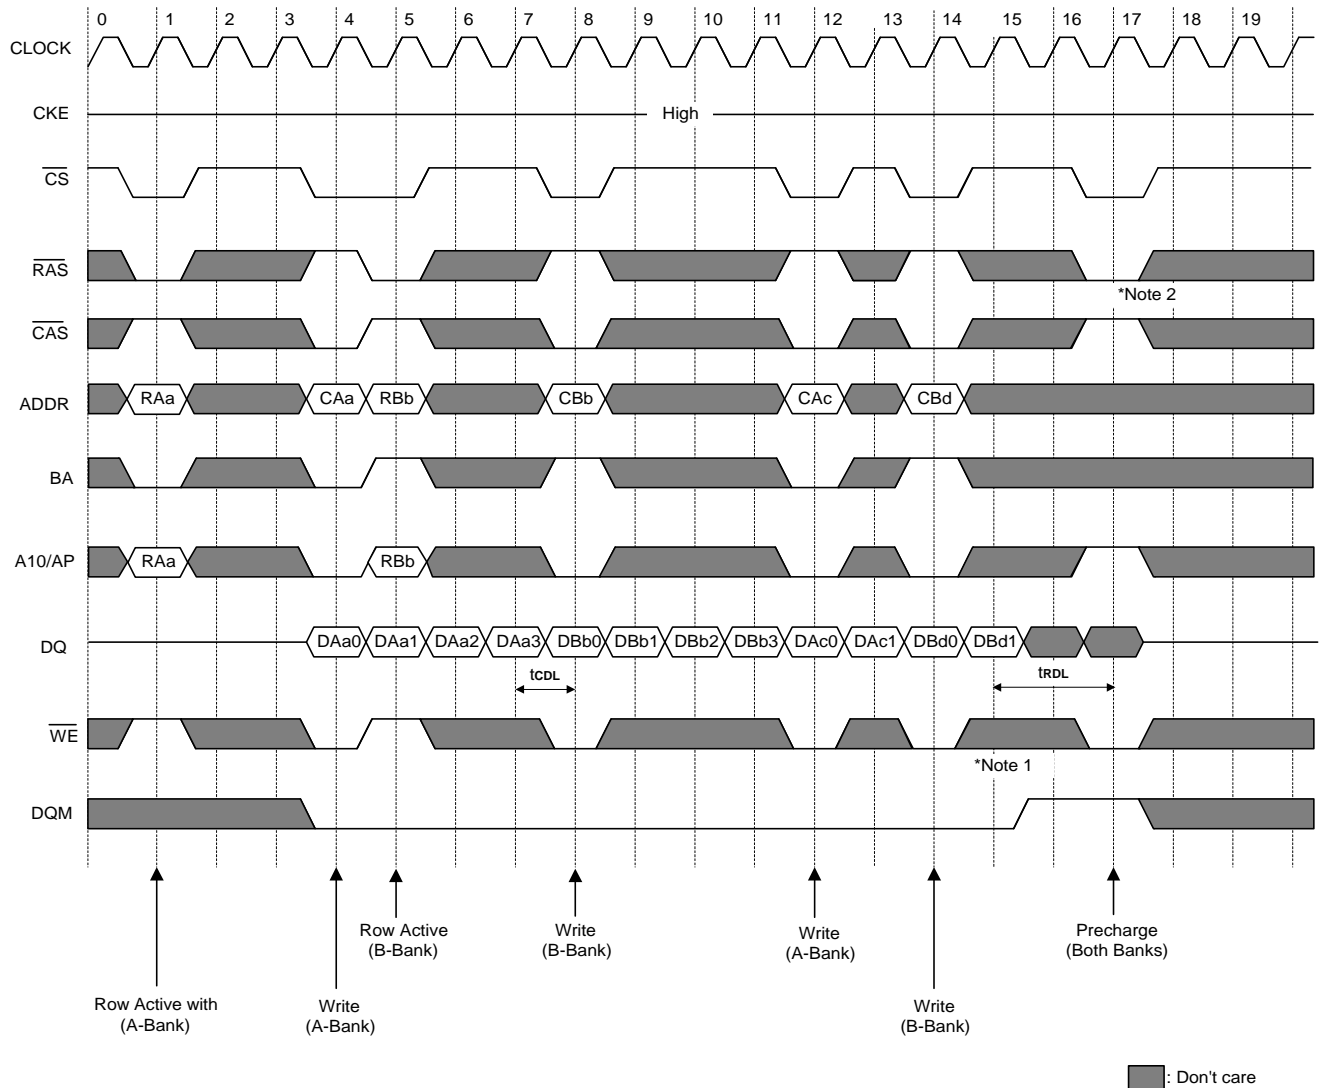 0 1 2 3 4 5 6 7 8 9 10 11 12 13 14 15 16 17 18 19
CLOCK
CKE High
CS
RAS
*Note 2
CAS
ADDR RAa CAa RBb CBb CAc CBd
BA
A10/AP RAa RBb
DQ DAa0 DAa1 DAa2 DAa3 DBb0 DBb1 DBb2 DBb3 DAc0 DAc1 DBd0 DBd1
tCDL tRDL
WE
*Note 1
DQM
Row Active with
(A-Bank)
Write
(A-Bank)
Row Active
(B-Bank)
Write
(B-Bank)
Write
(A-Bank)
Write
(B-Bank)
Precharge
(Both Banks)
: Don't care